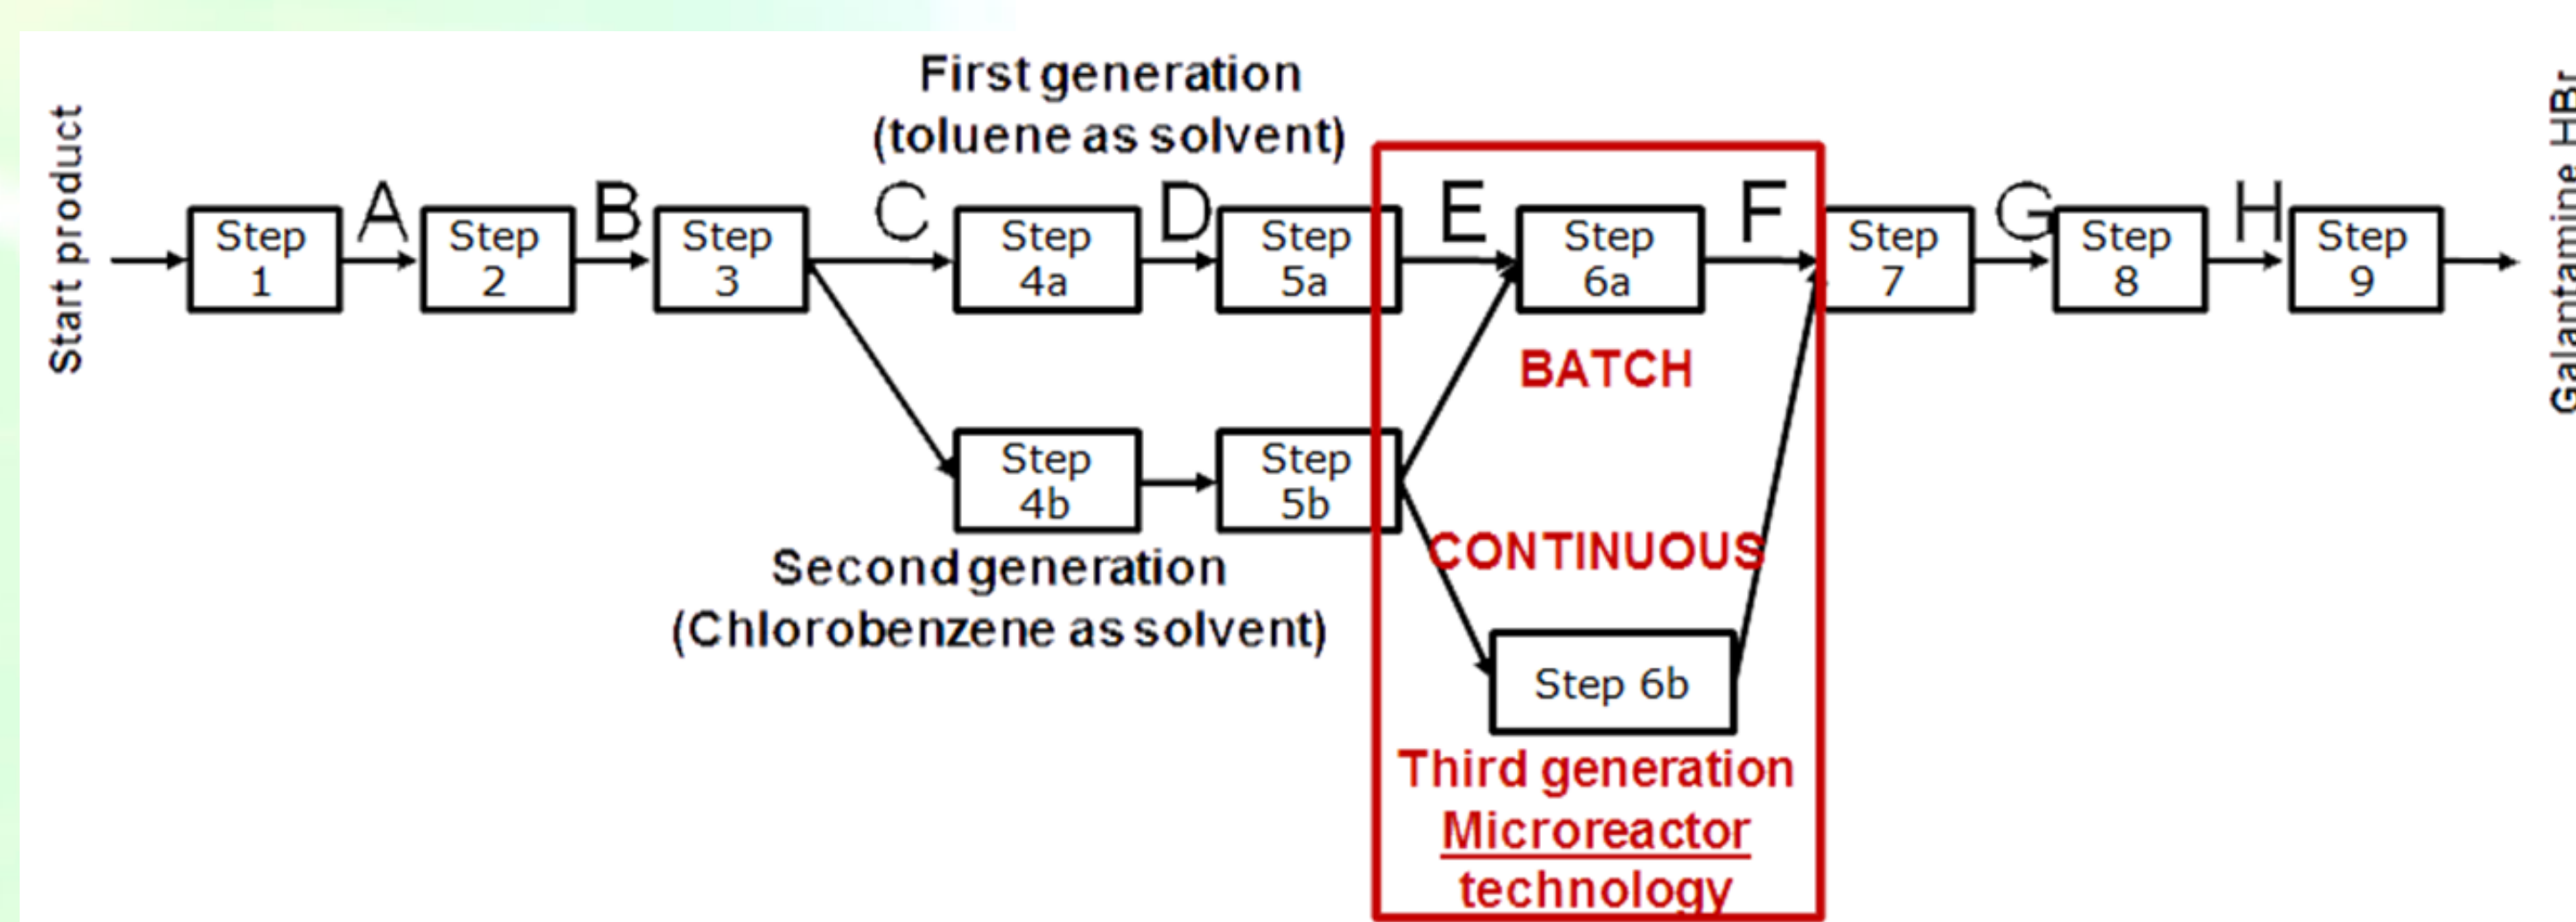 Start product
First generation
(toluene as solvent)
Step
1
A
Step
2
B
Step
3
C
Step
4a
D
Step
5a
E
Step
6a
F
Step
7
G
Step
8
H
Step
9
Galantamine HBr
BATCH
Step
4b
Step
5b
Second generation
(Chlorobenzene as solvent)
CONTINUOUS
Step 6b
Third generation
Microreactor
technology